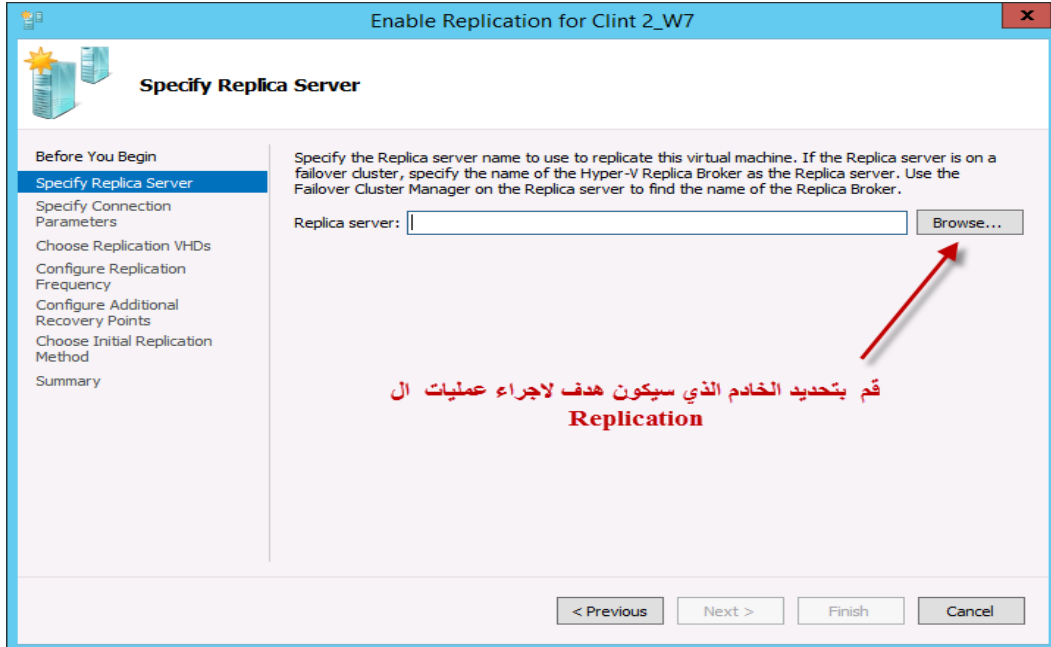 Enable Replication for Clint 2_W7
x
Specify Replica Server
Before You Begin
Specify Replica Server
Specify Connection
Parameters
Choose Replication VHDs
Configure Replication
Frequency
Configure Additional
Recovery Points
Choose Initial Replication
Method
Summary
Specify the Replica server name to use to replicate this virtual machine. If the Replica server is on a
failover cluster, specify the name of the Hyper-V Replica Broker as the Replica server. Use the
Failover Cluster Manager on the Replica server to find the name of the Replica Broker.
Replica server:
Browse...
قم بتحديد الخادم الذي سيكون هدف لاجراء عمليات ال
Replication
< Previous
Next >
Finish
Cancel